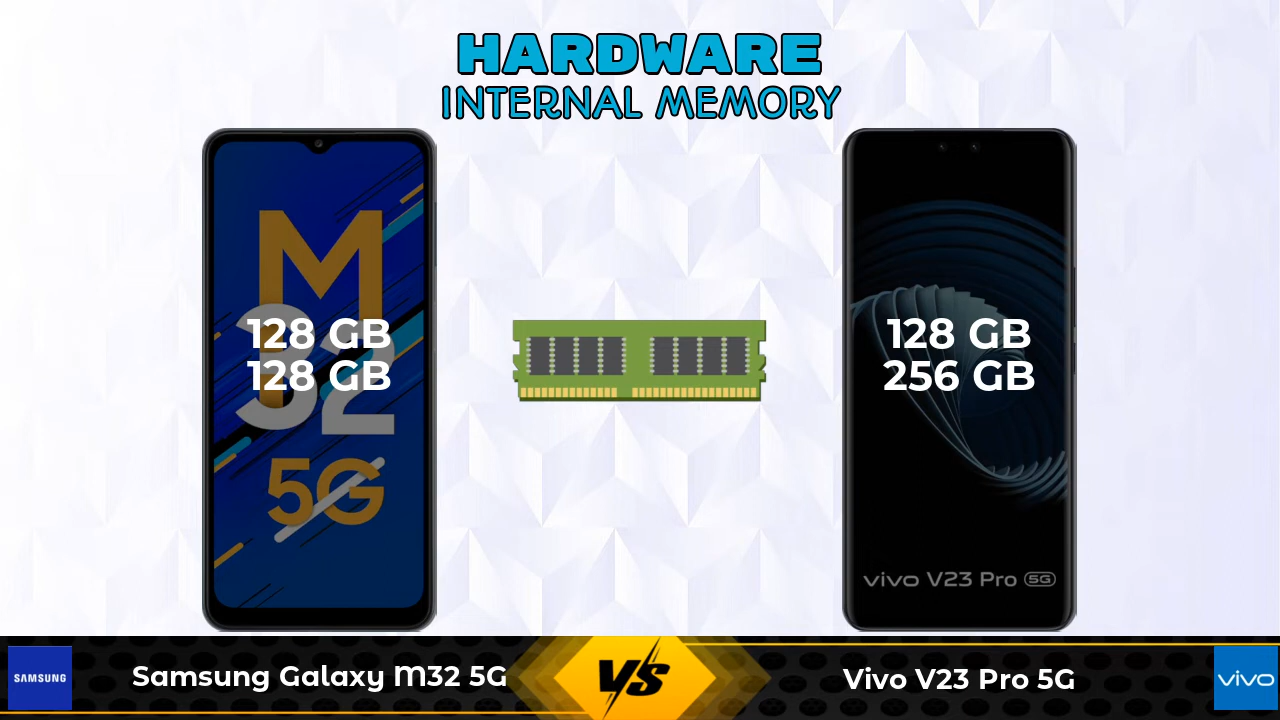 HARDWARE
INTERNAL MEMORY
M
32
5G
128 GB
128 GB
128 GB
256 GB
vivo V23 Pro 5G
SAMSUNG
Samsung Galaxy M32 5G
VS
Vivo V23 Pro 5G
vivo